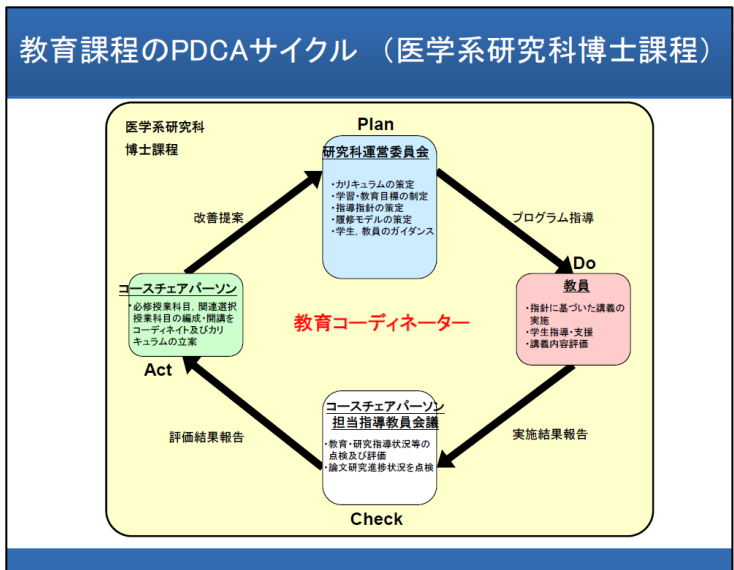 教育課程のPDCAサイクル （医学系研究科博士課程）
医学系研究科
博士課程
Plan
研究科運営委員会
・カリキュラムの策定
・学習・教育目標の制定
・指導指針の策定
・履修モデルの策定
・学生，教員のガイダンス
改善提案
プログラム指導
Do
教員
・指針に基づいた講義の
実施
・学生指導・支援
・講義内容評価
コースチェアパーソン
・必修授業科目，関連選択
授業科目の編成・開講を
コーディネイト及びカリ
キュラムの立案
Act
教育コーディネーター
コースチェアパーソン
担当指導教員会議
・教育・研究指導状況等の
点検及び評価
・論文研究進捗状況を点検
Check
評価結果報告
実施結果報告